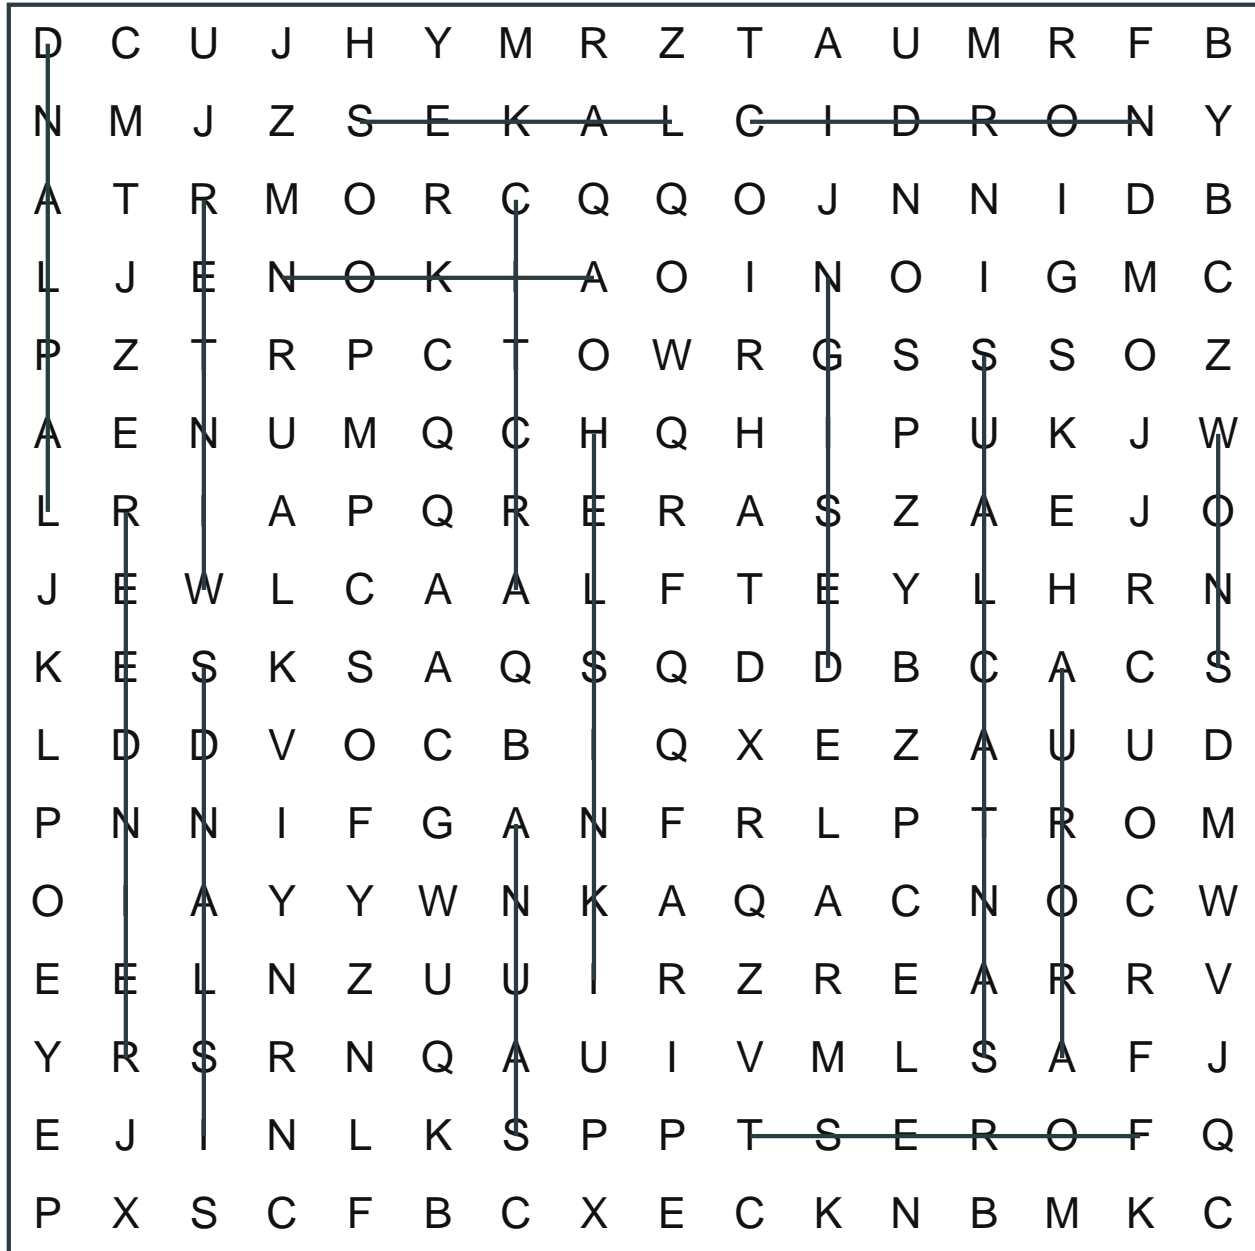 D C U J H Y M R Z T A U M R F B
N M J Z S E K A L C I D R O N Y
A T R M O R C Q Q O J N N I D B
L J E N O K I A O I N O I G M C
P Z T R P C T O W R G S S S O Z
A E N U M Q C H Q H I P U K J W
L R I A P Q R E R A S Z A E J O
J E W L C A A L F T E Y L H R N
K E S K S A Q S Q D D B C A C S
L D D V O C B I Q X E Z A U U D
P N N I F G A N F R L P T R O M
O I A Y Y W N K A Q A C N O C W
E E L N Z U U I R Z R E A R R V
Y R S R N Q A U I V M L S A F J
E J I N L K S P P T S E R O F Q
P X S C F B C X E C K N B M K C